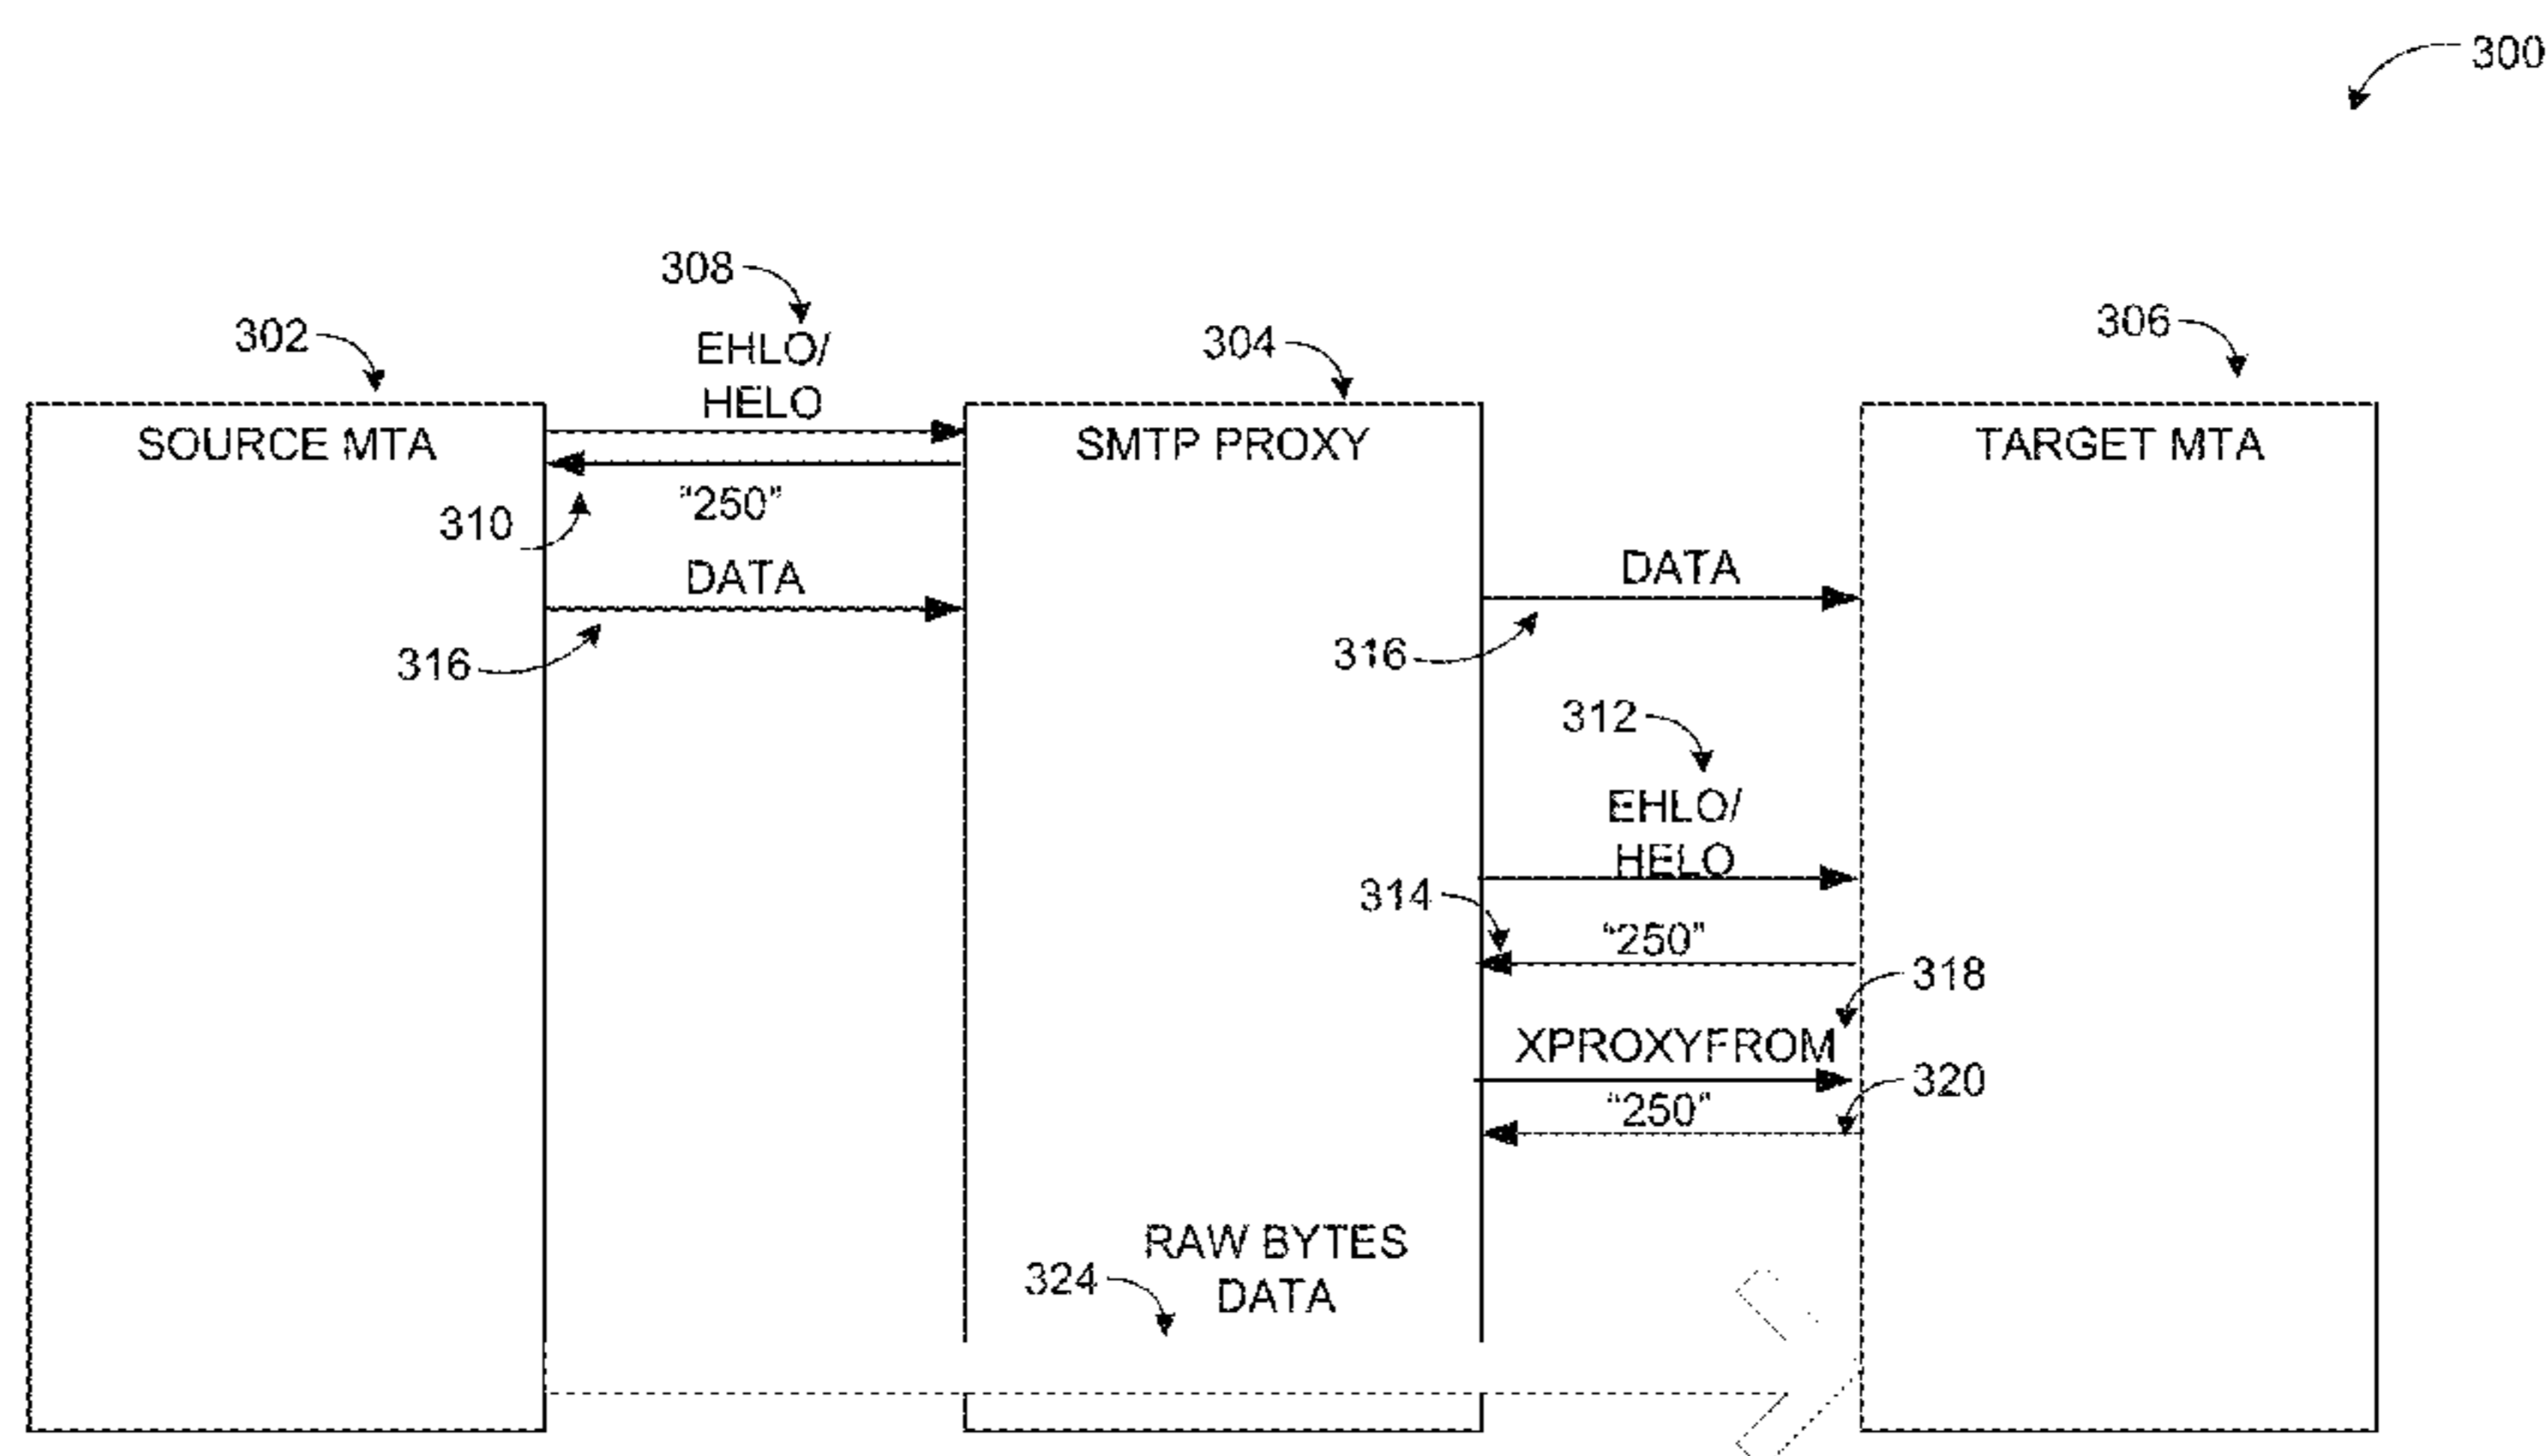 300
308
302
EHLO/
HELO
304
306
SOURCE MTA
SMTP PROXY
TARGET MTA
310
“250”
DATA
316
DATA
316
312
EHLO/
HELO
314
“250”
318
XPROXYFROM
320
“250”
RAW BYTES
DATA
324